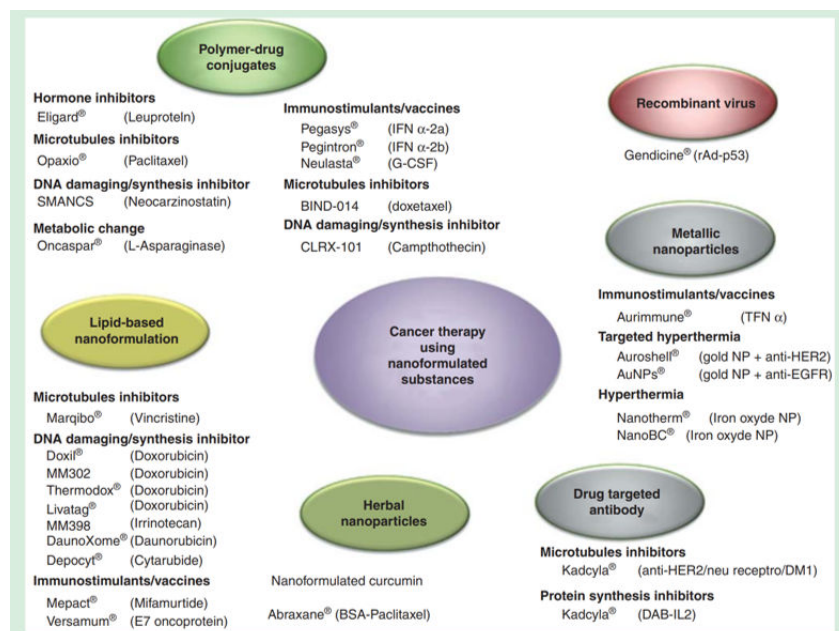 Polymer-drug
conjugates
Hormone inhibitors
Eligard® (Leuproteln)
Microtubules inhibitors
Opaxio® (Paclitaxel)
DNA damaging/synthesis inhibitor
SMANCS (Neocarzinostatin)
Metabolic change
Oncaspar® (L-Asparaginase)
Immunostimulants/vaccines
Pegasys® (IFN α-2a)
Pegintron® (IFN α-2b)
Neulasta® (G-CSF)
Microtubules inhibitors
BIND-014 (doxetaxel)
DNA damaging/synthesis inhibitor
CLRX-101 (Campthothecin)
Recombinant virus
Gendicine® (rAd-p53)
Metallic
nanoparticles
Immunostimulants/vaccines
Aurimmune® (TFN α)
Targeted hyperthermia
Auroshell® (gold NP + anti-HER2)
AuNPs® (gold NP + anti-EGFR)
Hyperthermia
Nanotherm® (Iron oxyde NP)
NanoBC® (Iron oxyde NP)
Cancer therapy
using
nanoformulated
substances
Lipid-based
nanoformulation
Microtubules inhibitors
Marqibo® (Vincristine)
DNA damaging/synthesis inhibitor
Doxil® (Doxorubicin)
MM302 (Doxorubicin)
Thermodox® (Doxorubicin)
Livatag® (Doxorubicin)
MM398 (Irrinotecan)
DaunoXome® (Daunorubicin)
Depocyt® (Cytarubide)
Immunostimulants/vaccines
Mepact® (Mifamurtide)
Versamum® (E7 oncoprotein)
Herbal
nanoparticles
Nanoformulated curcumin
Abraxane® (BSA-Paclitaxel)
Drug targeted
antibody
Microtubules inhibitors
Kadcyla® (anti-HER2/neu receptro/DM1)
Protein synthesis inhibitors
Kadcyla® (DAB-IL2)